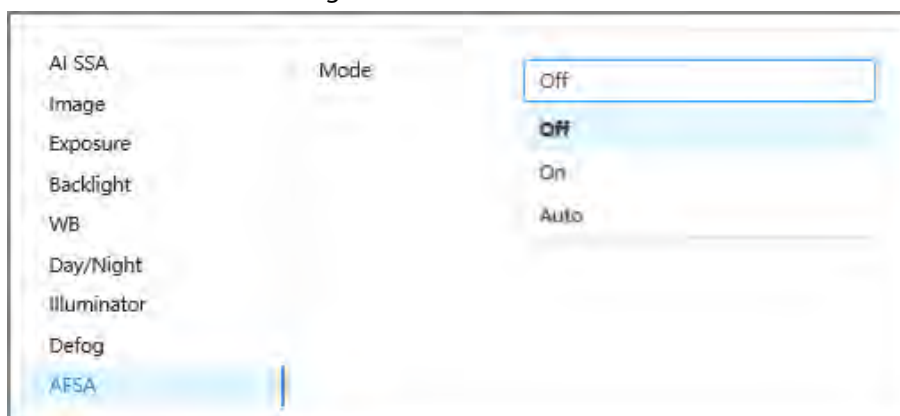 AI SSA
Image
Exposure
Backlight
WB
Day/Night
Illuminator
Defog
AFSA
Mode
Off
Off
On
Auto